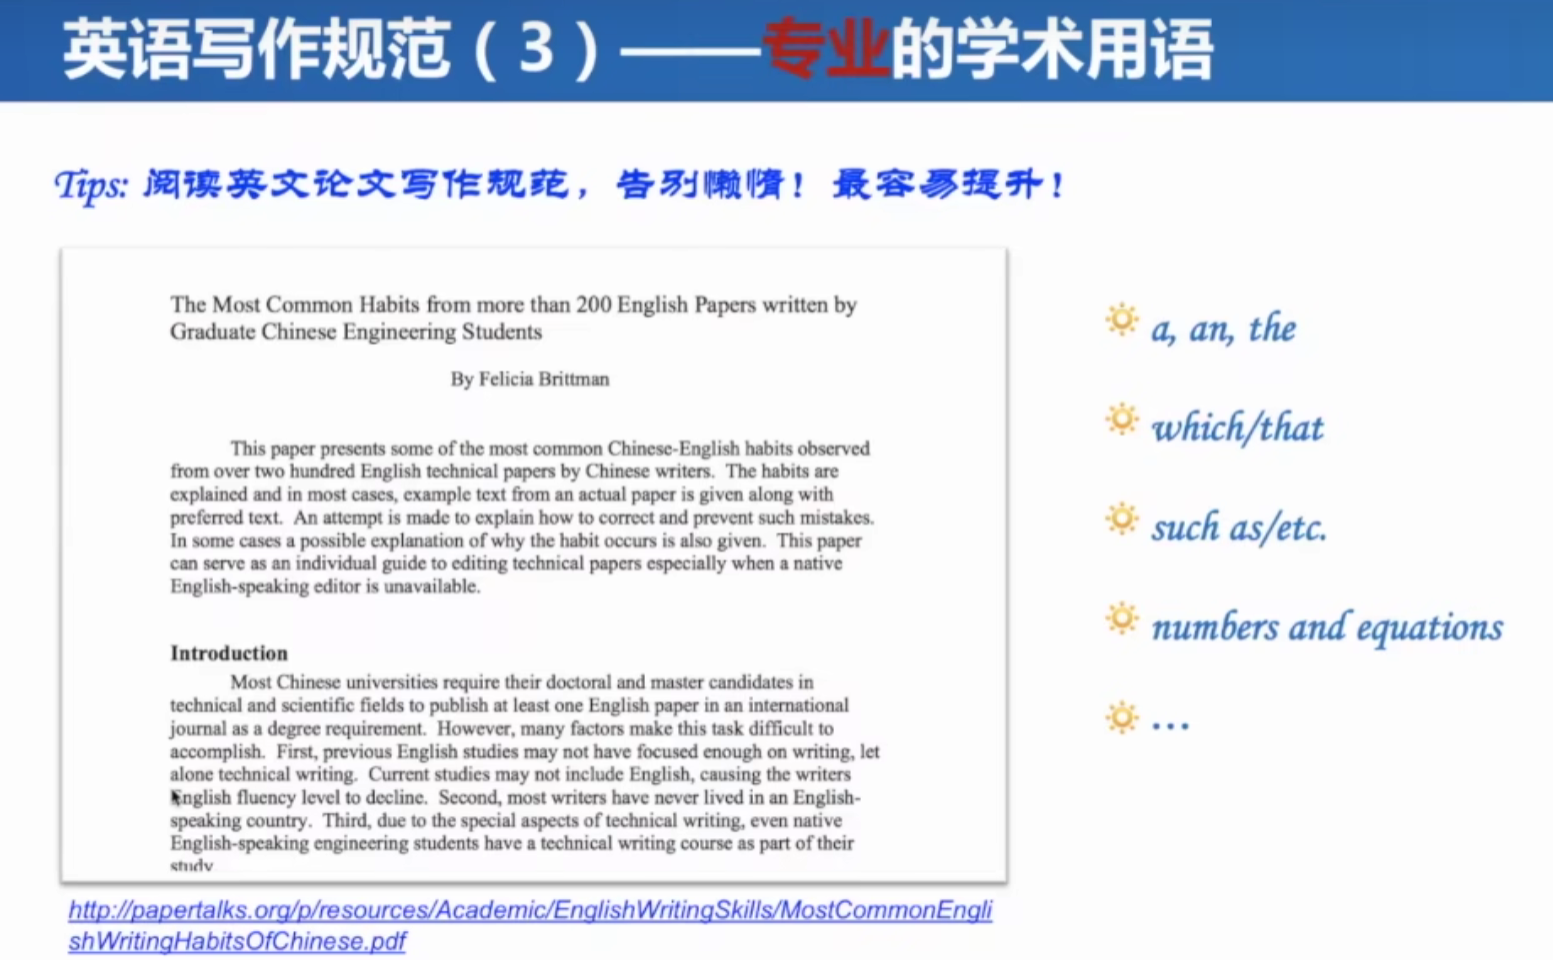 英语写作规范（3）——专业的学术用语
Tips: 阅读英文论文写作规范，告别懒惰！最容易提升！
The Most Common Habits from more than 200 English Papers written by
Graduate Chinese Engineering Students
By Felicia Brittman
This paper presents some of the most common Chinese-English habits observed
from over two hundred English technical papers by Chinese writers. The habits are
explained and in most cases, example text from an actual paper is given along with
preferred text. An attempt is made to explain how to correct and prevent such mistakes.
In some cases a possible explanation of why the habit occurs is also given. This paper
can serve as an individual guide to editing technical papers especially when a native
English-speaking editor is unavailable.
Introduction
Most Chinese universities require their doctoral and master candidates in
technical and scientific fields to publish at least one English paper in an international
journal as a degree requirement. However, many factors make this task difficult to
accomplish. First, previous English studies may not have focused enough on writing, let
alone technical writing. Current studies may not include English, causing the writers
English fluency level to decline. Second, most writers have never lived in an English-
speaking country. Third, due to the special aspects of technical writing, even native
English-speaking engineering students have a technical writing course as part of their
study
http://papertalks.org/p/resources/Academic/EnglishWritingSkills/MostCommonEngli
shWritingHabitsOfChinese.pdf
a, an, the
which/that
such as/etc.
numbers and equations
...